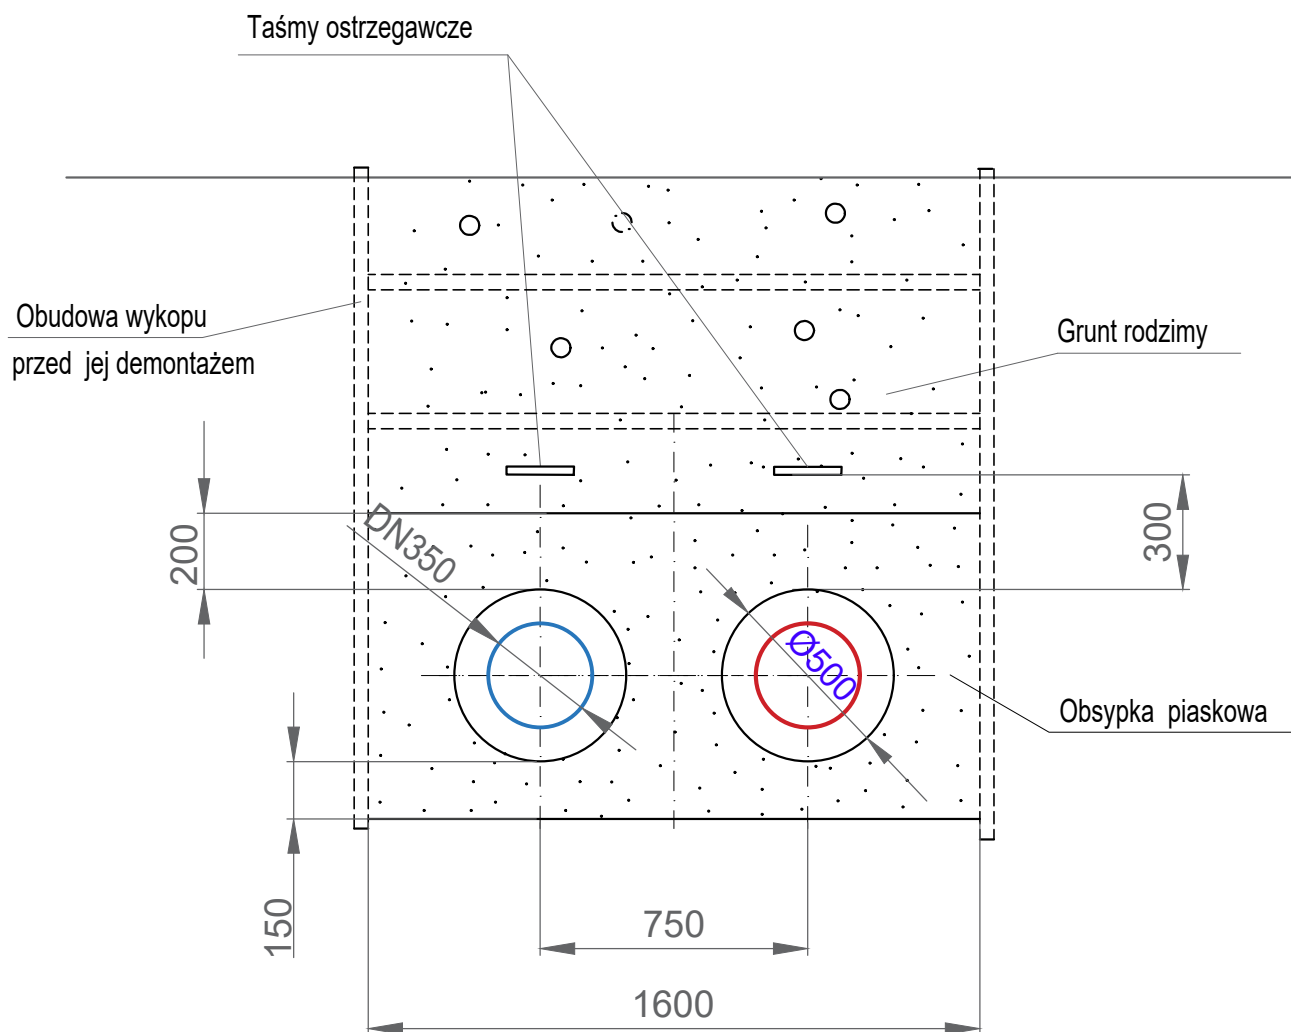 Taśmy ostrzegawcze
Obudowa wykopu
przed jej demontażem
Grunt rodzimy
200
DN350
300
Ø500
Obsypka piaskowa
150
750
1600